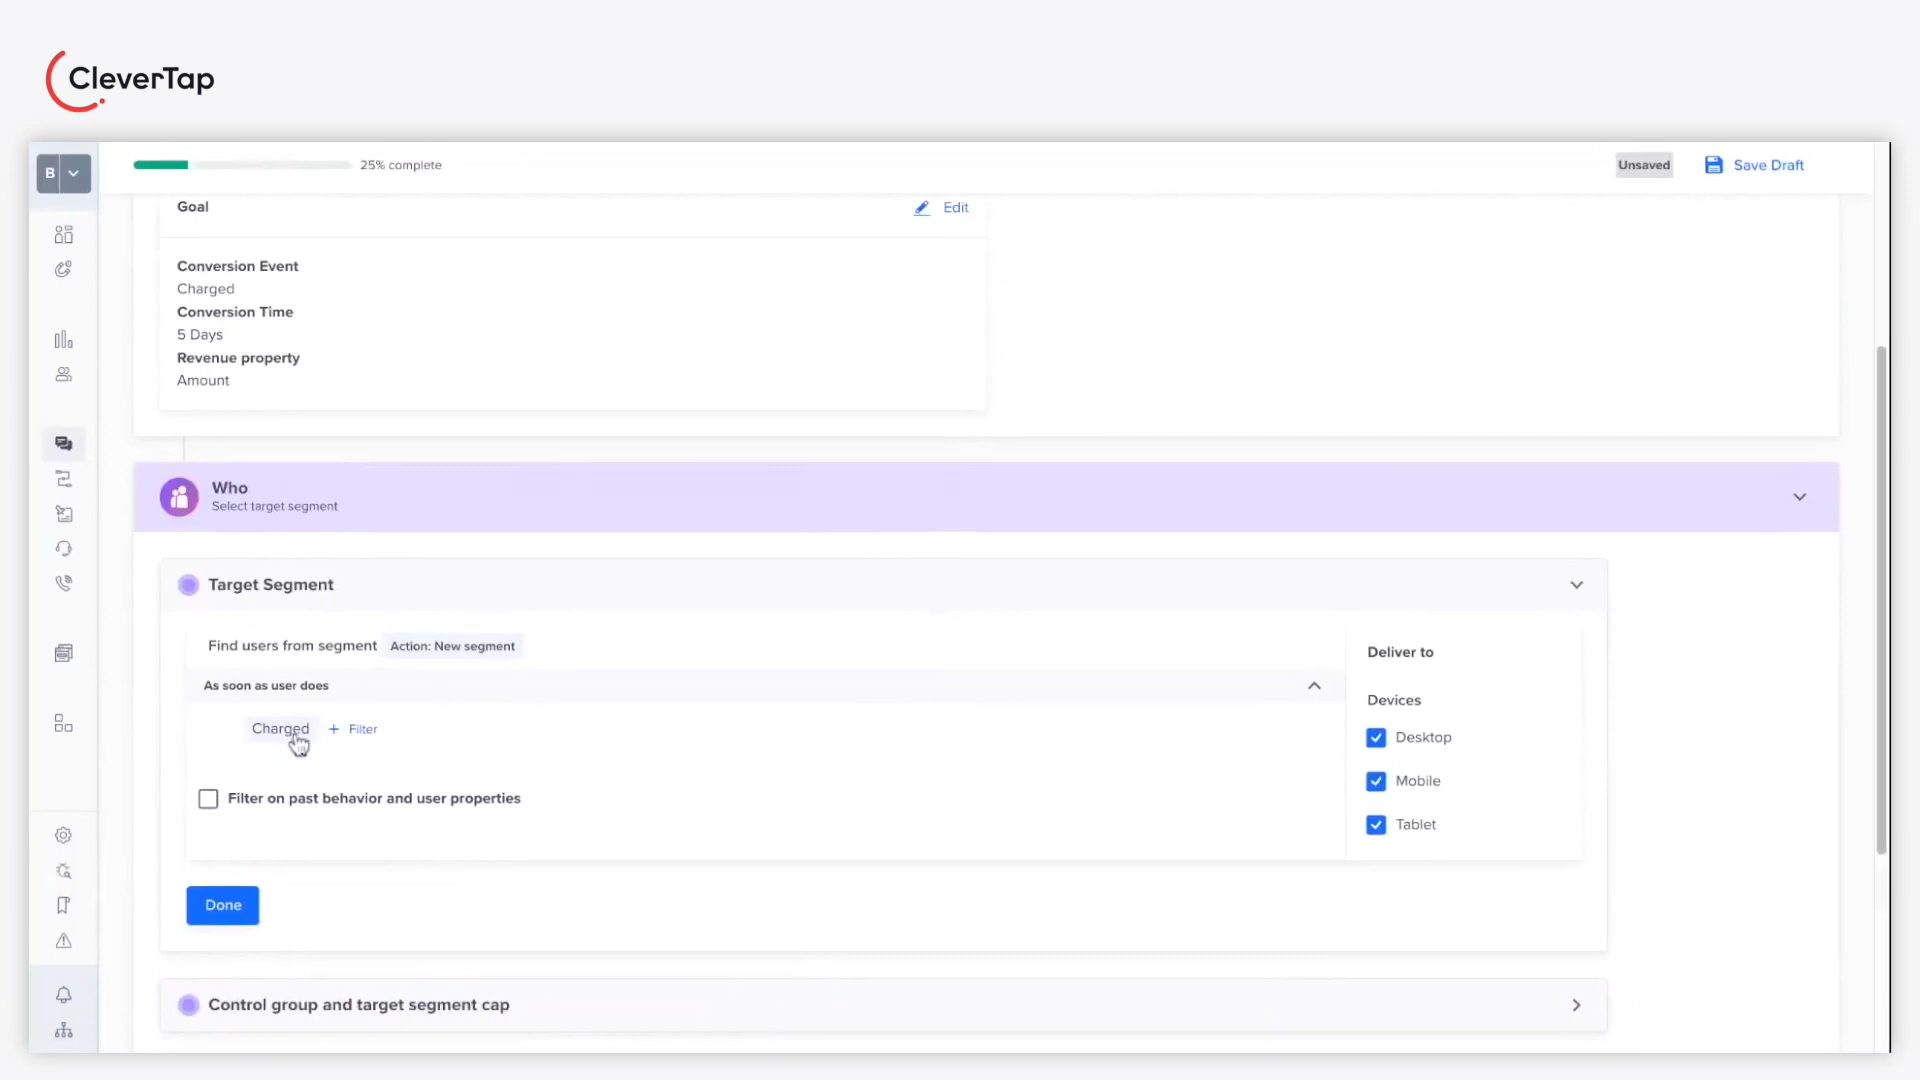 CleverTap
B
25% complete
Unsaved
Save Draft
Goal
Edit
Conversion Event
Charged
Conversion Time
5 Days
Revenue property
Amount
Who
Select target segment
Target Segment
Find users from segment Action: New segment
As soon as user does
Charged + Filter
Filter on past behavior and user properties
Deliver to
Devices
Desktop
Mobile
Tablet
Done
Control group and target segment cap